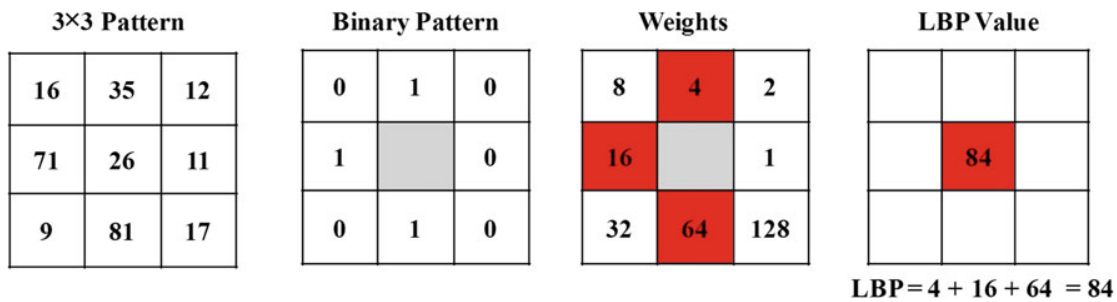 3×3 Pattern Binary Pattern Weights LBP Value
16 35 12 0 1 0 8 4 2
71 26 11 1 0 16 1 84
9 81 17 0 1 0 32 64 128
LBP = 4 + 16 + 64 = 84